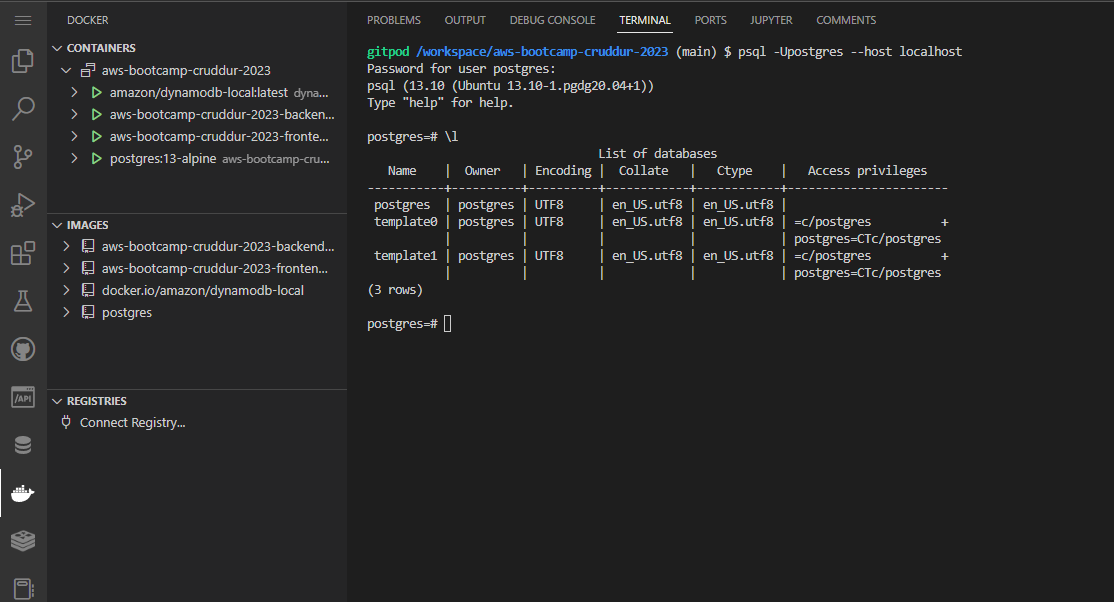 DOCKER
CONTAINERS
aws-bootcamp-cruddur-2023
amazon/dynamodb-local:latest dyna...
aws-bootcamp-cruddur-2023-backen...
aws-bootcamp-cruddur-2023-fronte...
postgres:13-alpine aws-bootcamp-cru...
IMAGES
aws-bootcamp-cruddur-2023-backend...
aws-bootcamp-cruddur-2023-fronten...
docker.io/amazon/dynamodb-local
postgres
REGISTRIES
Connect Registry...
/API
PROBLEMS OUTPUT DEBUG CONSOLE TERMINAL PORTS JUPYTER COMMENTS
gitpod /workspace/aws-bootcamp-cruddur-2023 (main) $ psql -Upostgres --host localhost
Password for user postgres:
psql (13.10 (Ubuntu 13.10-1.pgdg20.04+1))
Type "help" for help.
postgres=# \l
List of databases
Name | Owner | Encoding | Collate | Ctype | Access privileges
-----------+----------+----------+------------+------------+-----------------------
postgres | postgres | UTF8 | en_US.utf8 | en_US.utf8 |
template0 | postgres | UTF8 | en_US.utf8 | en_US.utf8 | =c/postgres +
| | | | | postgres=CTc/postgres
template1 | postgres | UTF8 | en_US.utf8 | en_US.utf8 | =c/postgres +
| | | | | postgres=CTc/postgres
(3 rows)
postgres=#